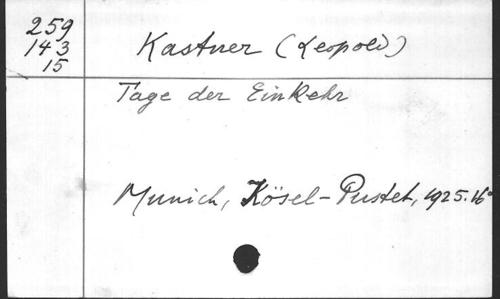 259
143
15
Kastner (Leopold)
Tage der Einkehr
Munich, Kösel-Pustet, 1925. 16°